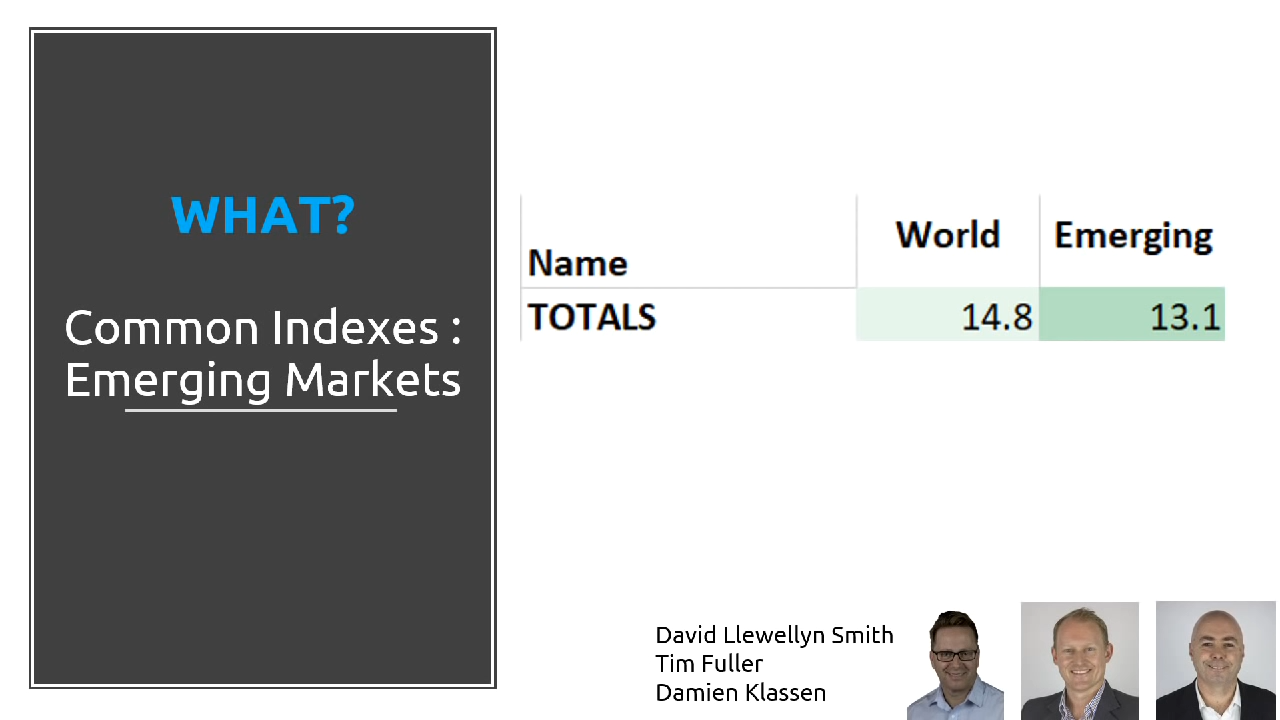 WHAT?
Common Indexes :
Emerging Markets
Name World Emerging
TOTALS 14.8 13.1
David Llewellyn Smith
Tim Fuller
Damien Klassen